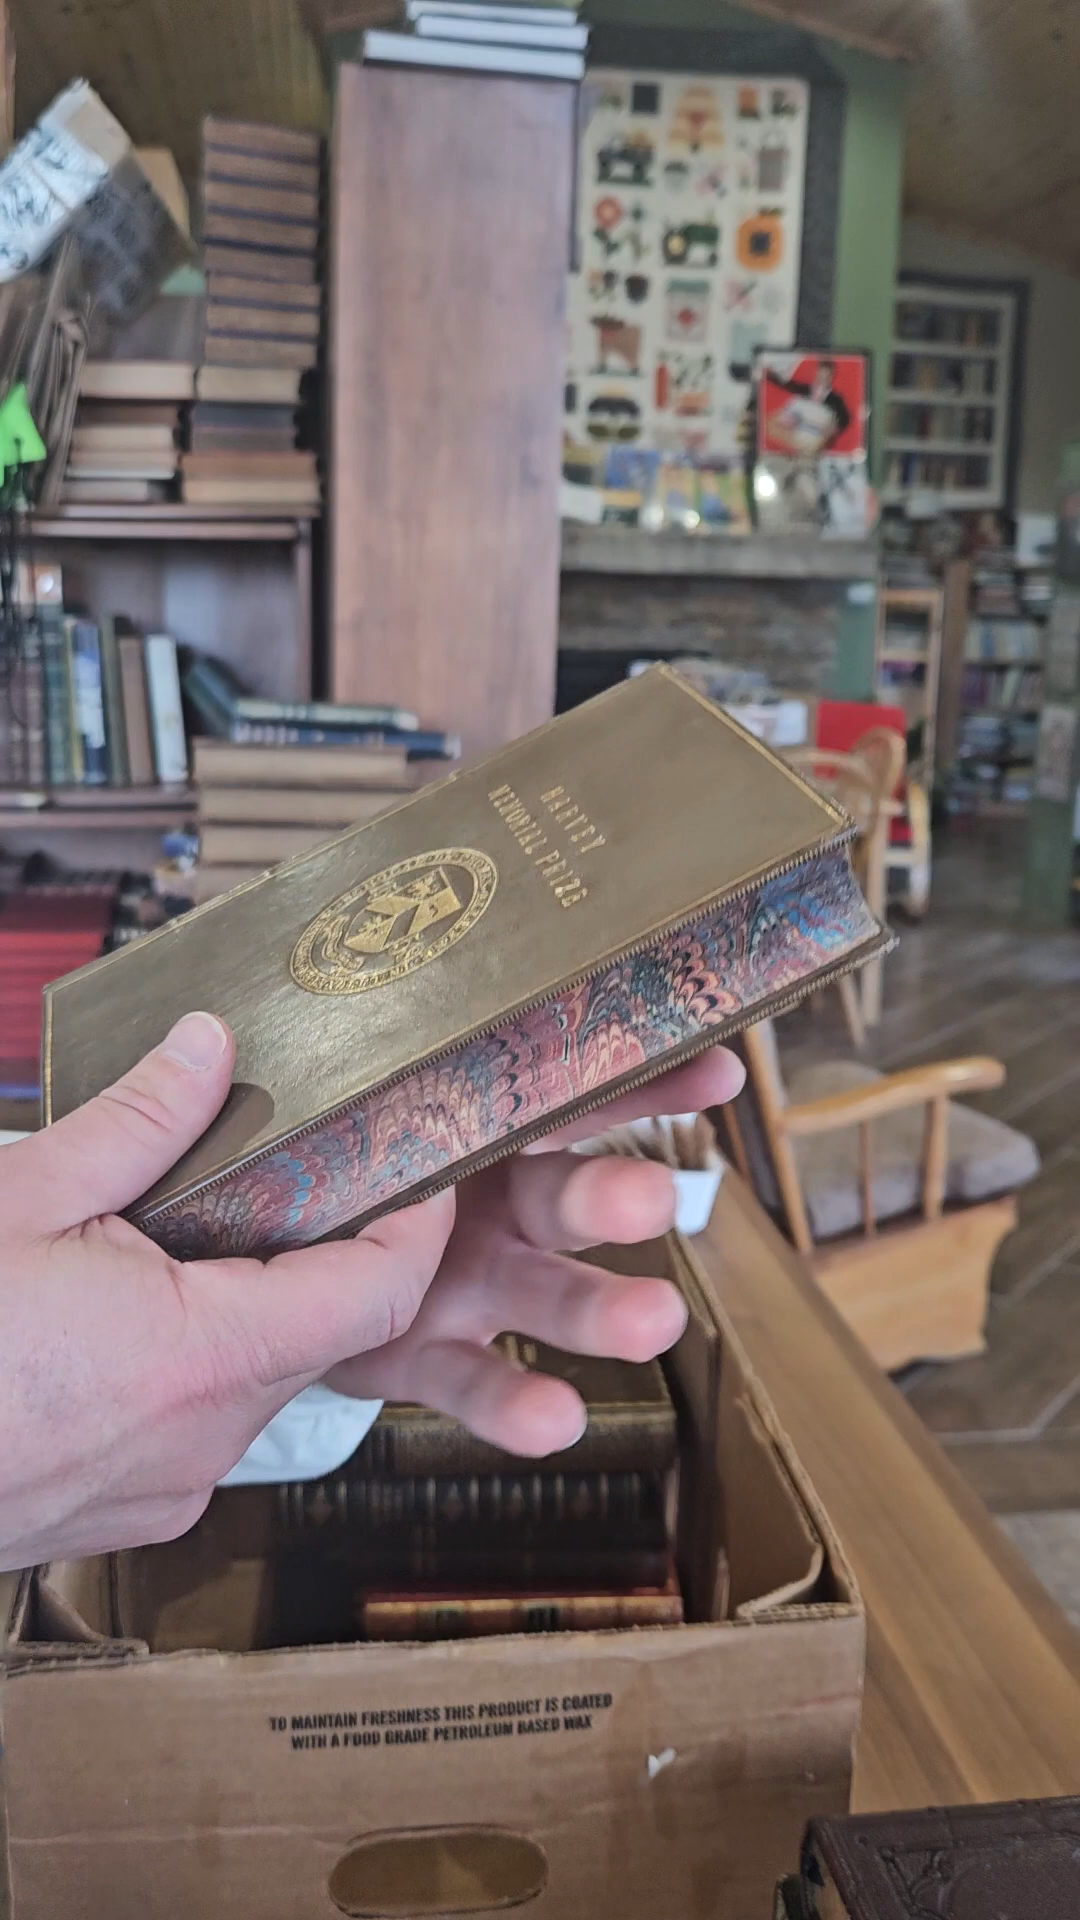 HARVEY
MEMORIAL PRIZE
TO MAINTAIN FRESHNESS THIS PRODUCT IS COATED
WITH A FOOD GRADE PETROLEUM BASED WAX